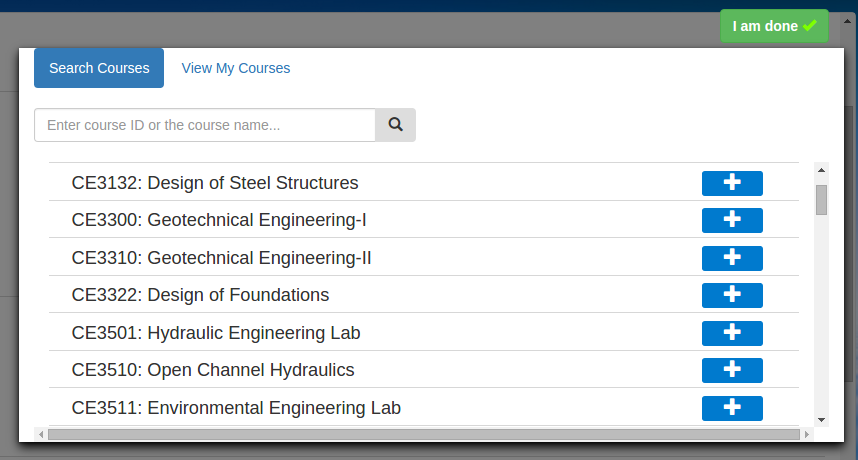 I am done
Search Courses
View My Courses
Enter course ID or the course name...
CE3132: Design of Steel Structures
CE3300: Geotechnical Engineering-I
CE3310: Geotechnical Engineering-II
CE3322: Design of Foundations
CE3501: Hydraulic Engineering Lab
CE3510: Open Channel Hydraulics
CE3511: Environmental Engineering Lab